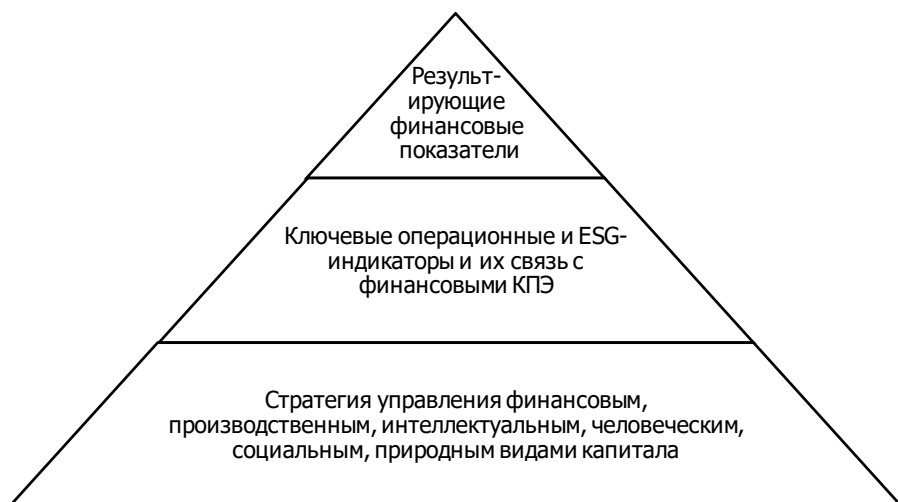 Результ-
ирующие
финансовые
показатели
Ключевые операционные и ESG-
индикаторы и их связь с
финансовыми КПЭ
Стратегия управления финансовым,
производственным, интеллектуальным, человеческим,
социальным, природным видами капитала